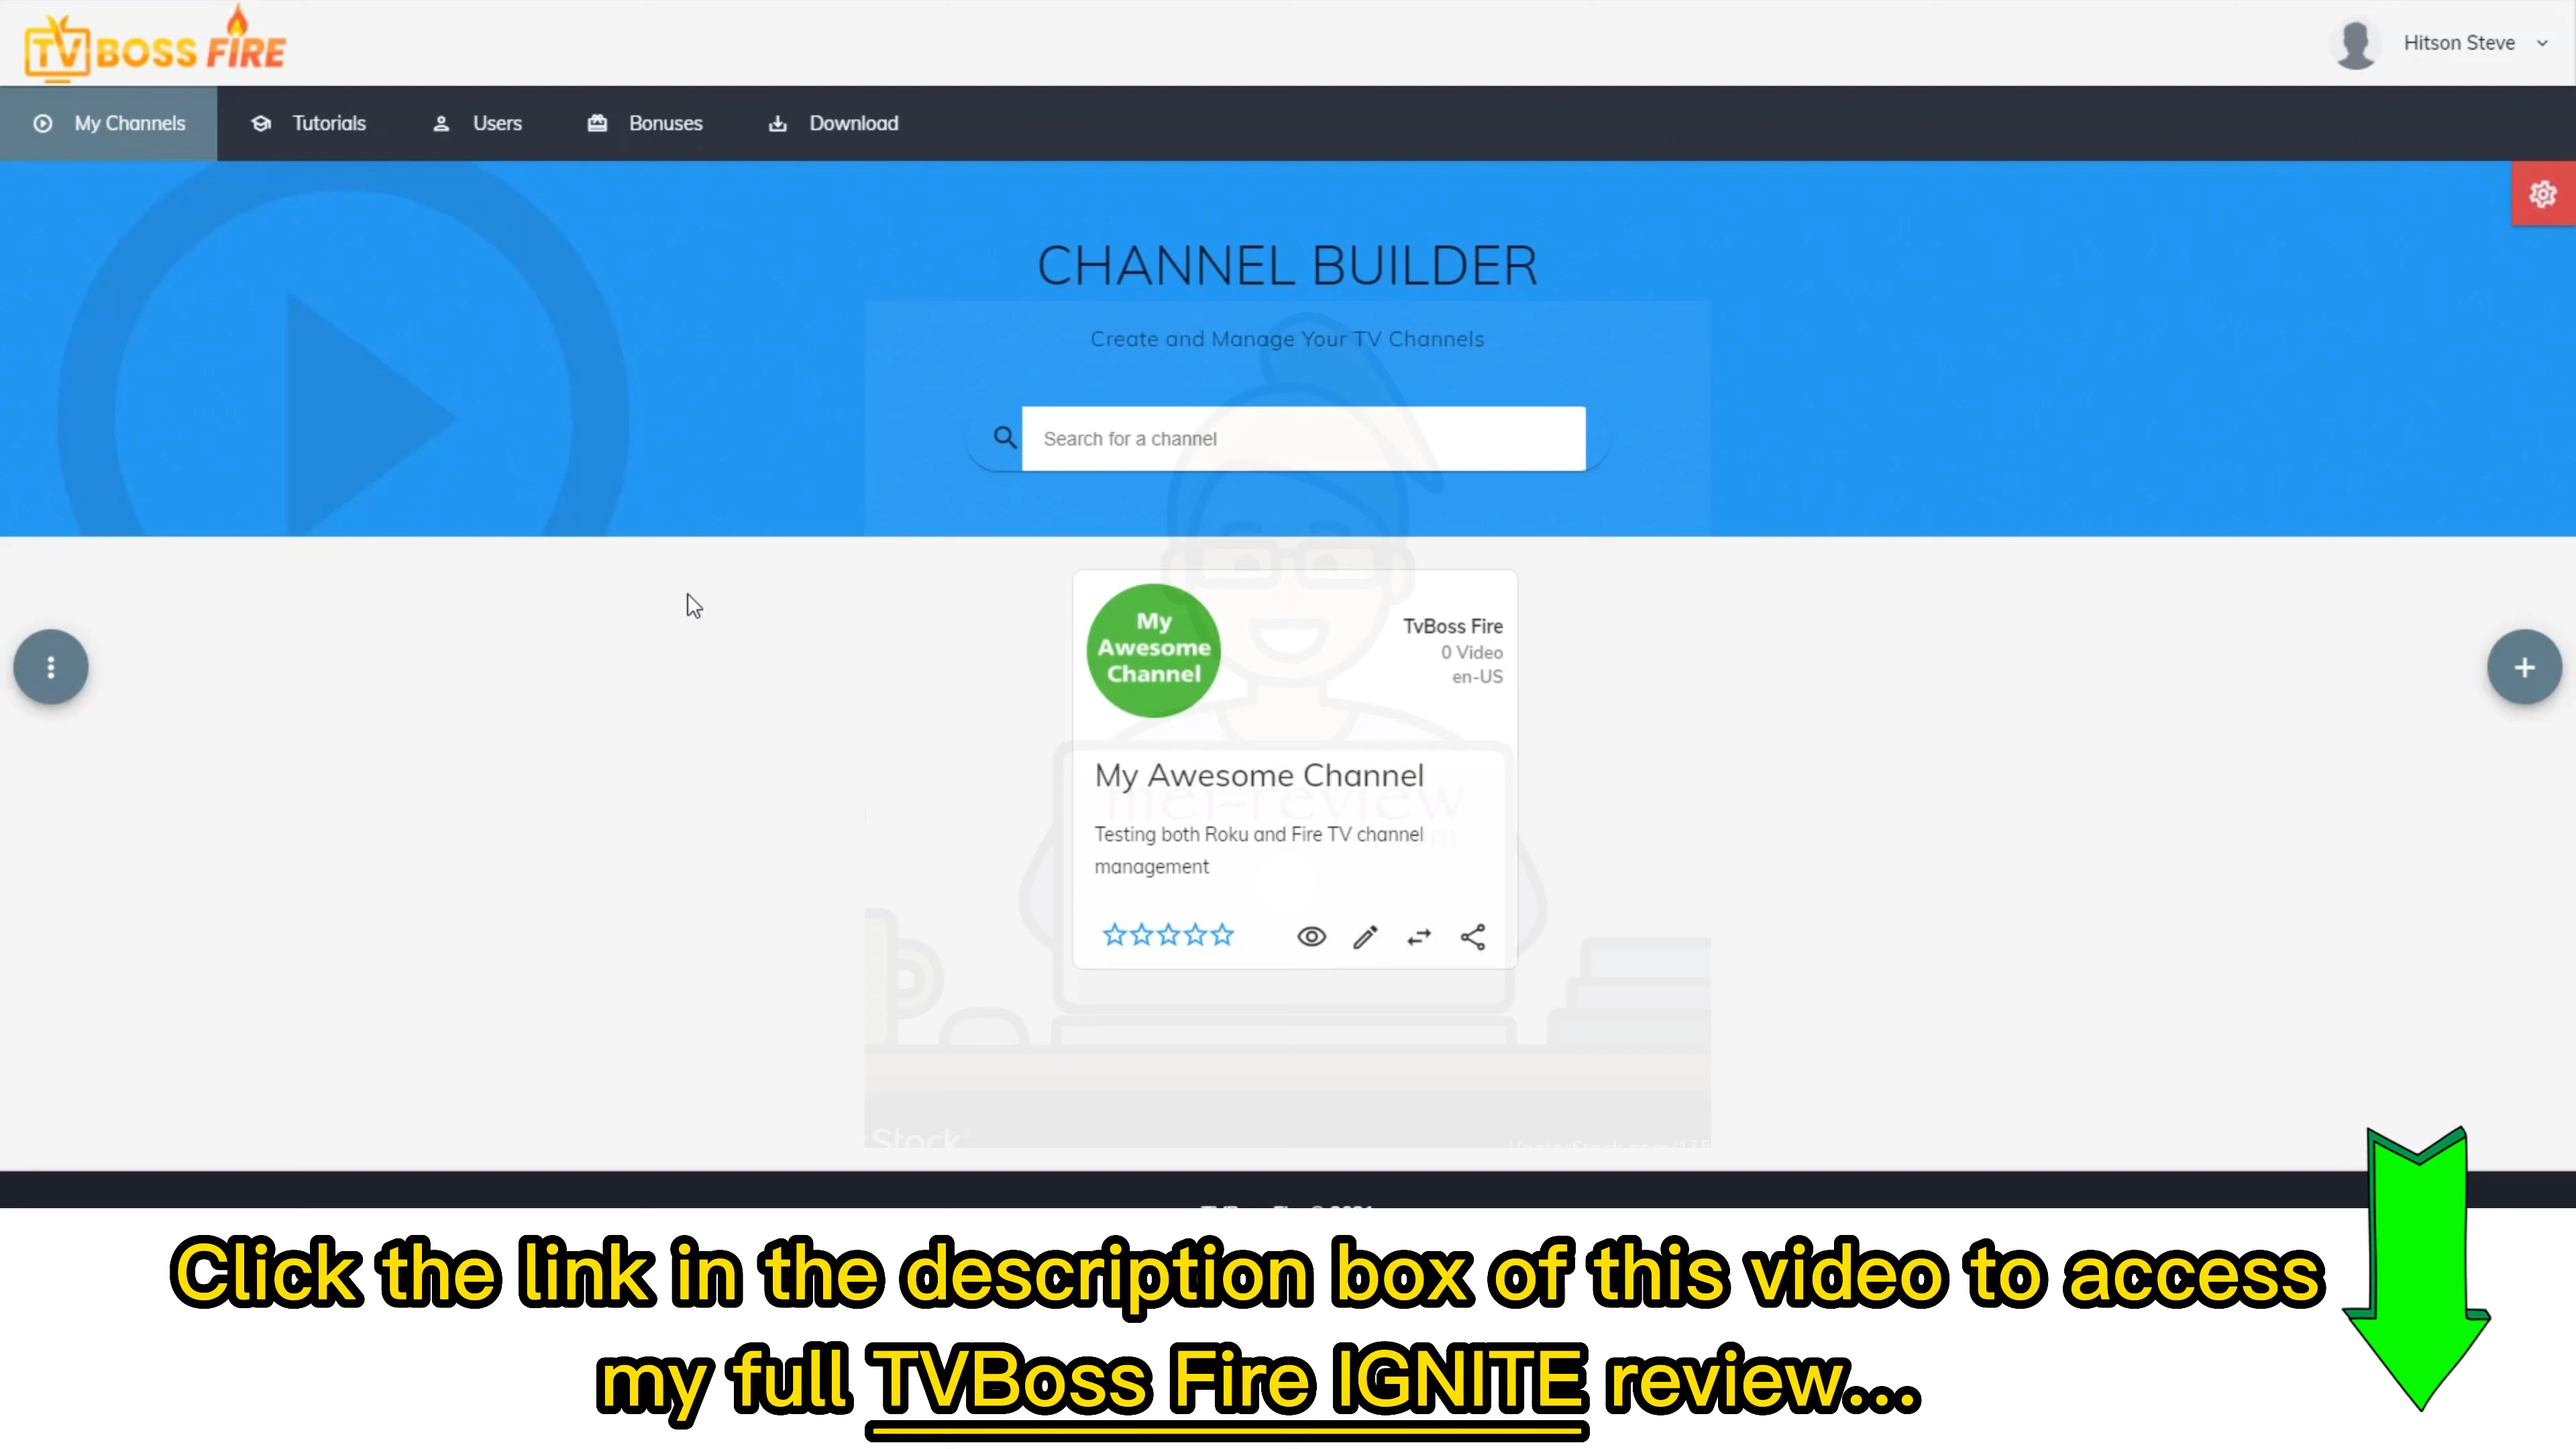 TV BOSS FIRE
Hitson Steve
My Channels
Tutorials
Users
Bonuses
Download
CHANNEL BUILDER
Create and Manage Your TV Channels
Search for a channel
My
Awesome
Channel
TvBoss Fire
0 Video
en-US
My Awesome Channel
Testing both Roku and Fire TV channel
management
Click the link in the description box of this video to access
my full TVBoss Fire IGNITE review...